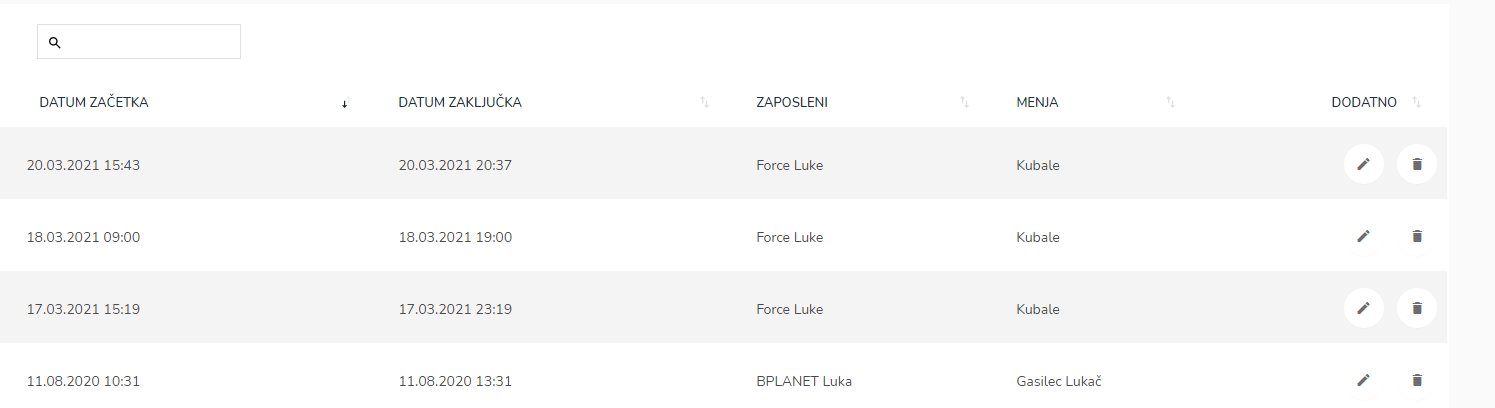 DATUM ZAČETKA DATUM ZAKLJUČKA ZAPOSLENI MENJA DODATNO
20.03.2021 15:43 20.03.2021 20:37 Force Luke Kubale
18.03.2021 09:00 18.03.2021 19:00 Force Luke Kubale
17.03.2021 15:19 17.03.2021 23:19 Force Luke Kubale
11.08.2020 10:31 11.08.2020 13:31 BPLANET Luka Gasilec Lukač